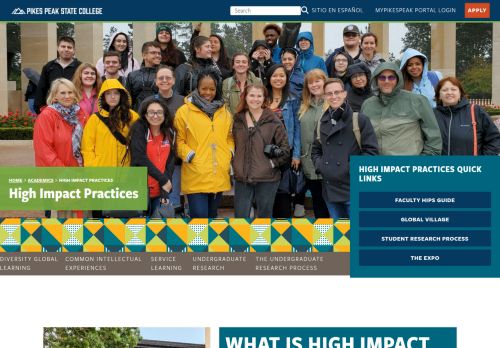 PIKES PEAK STATE COLLEGE
Search
SITIO EN ESPAÑOL
MYPIKESPEAK PORTAL LOGIN
APPLY
HOME > ACADEMICS > HIGH IMPACT PRACTICES
High Impact Practices
HIGH IMPACT PRACTICES QUICK
LINKS
FACULTY HIPS GUIDE
GLOBAL VILLAGE
STUDENT RESEARCH PROCESS
THE EXPO
DIVERSITY GLOBAL
LEARNING
COMMON INTELLECTUAL
EXPERIENCES
SERVICE
LEARNING
UNDERGRADUATE
RESEARCH
THE UNDERGRADUATE
RESEARCH PROCESS
WHAT IS HIGH IMPACT